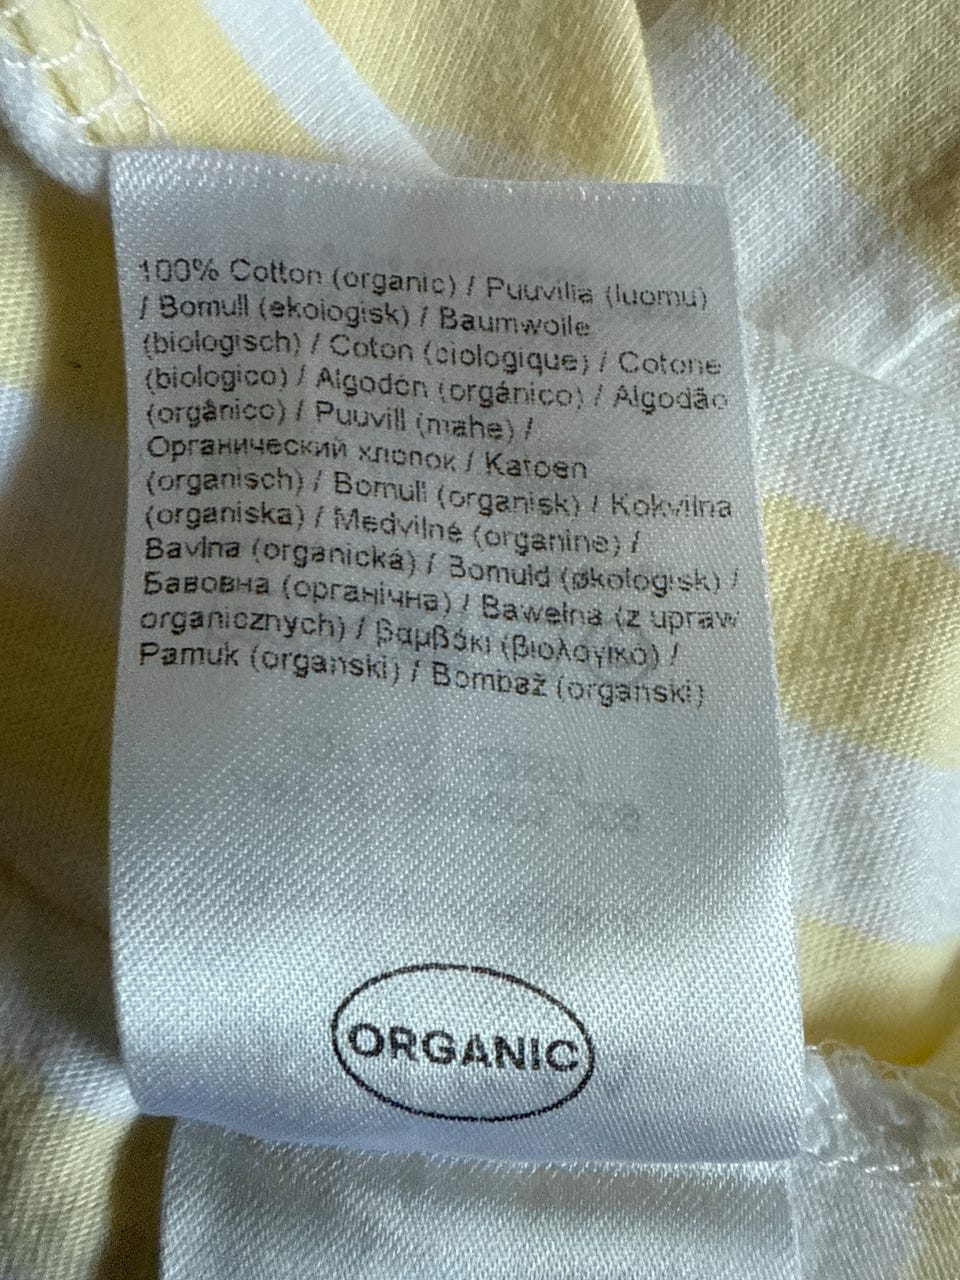 100% Cotton (organic) / Puuvilla (luomu)
/ Bomull (ekologisk) / Baumwolle
(biologisch) / Coton (biologique) / Cotone
(biologico) / Algodón (orgánico) / Algodão
(orgânico) / Puuvill (mahe) /
Органический хлопок / Katoen
(organisch) / Bomull (organisk) / Kokvilna
(organiska) / Medvilnė (organinė) /
Bavlna (organická) / Bomuld (økologisk) /
Бавовна (органічна) / Bawełna (z upraw
organicznych) / βαμβάκι (βιολογικό) /
Pamuk (organski) / Bombaž (organski)
ORGANIC